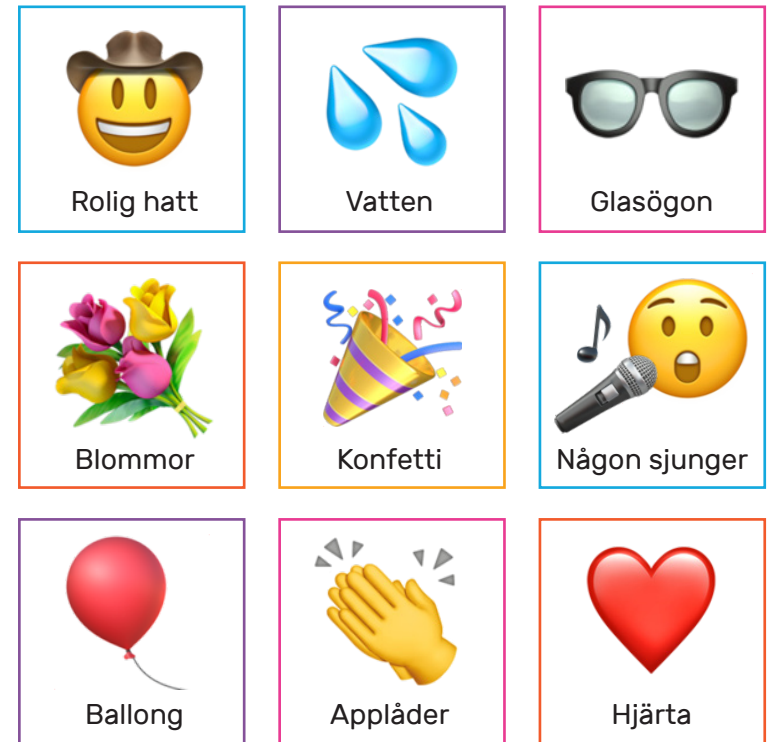 Rolig hatt
Vatten
Glasögon
Blommor
Konfetti
Någon sjunger
Ballong
Applåder
Hjärta